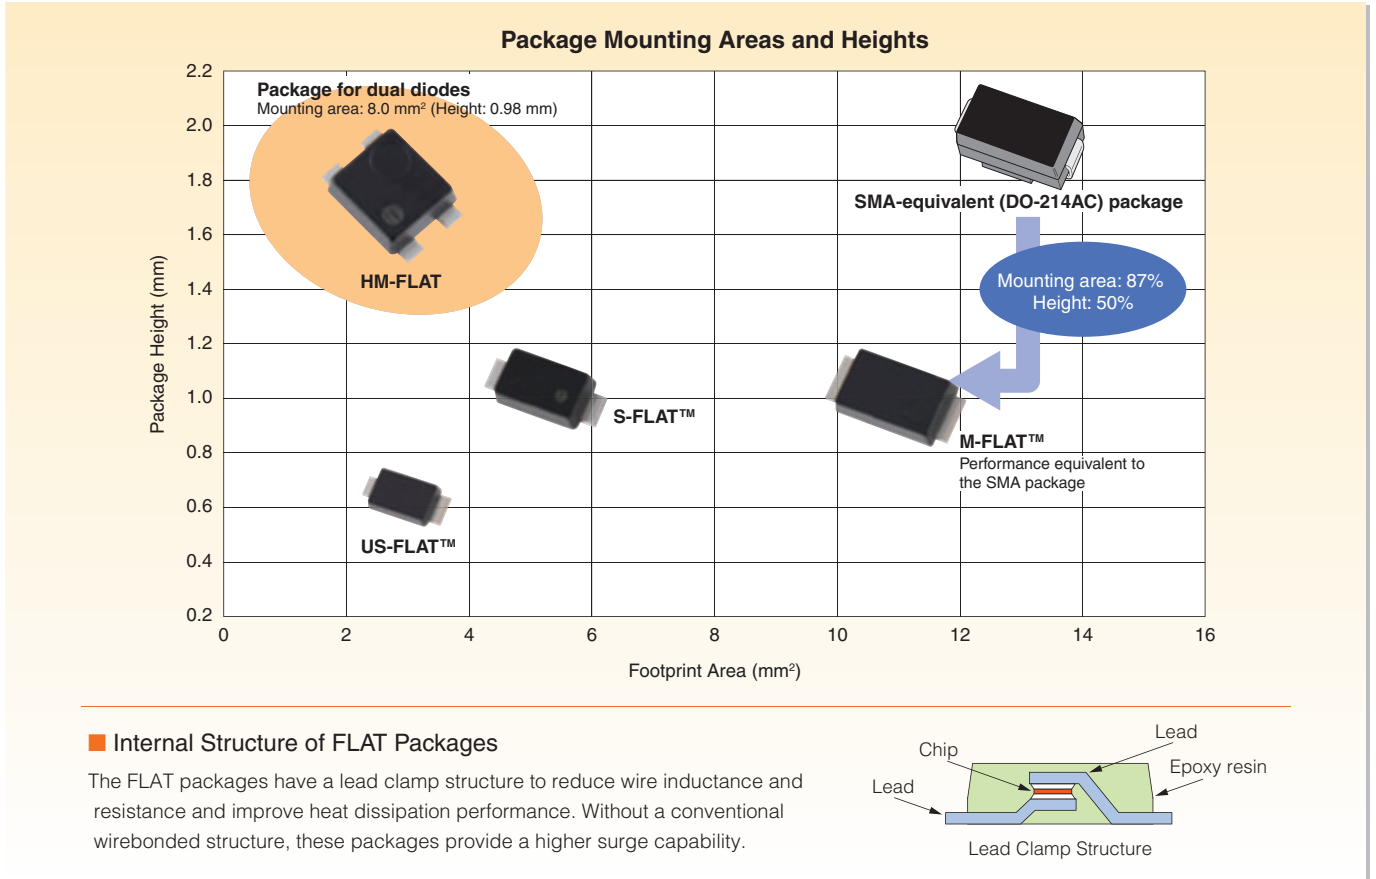 Package Mounting Areas and Heights
2.2
2.0
1.8
1.6
1.4
1.2
1.0
0.8
0.6
0.4
0.2
Package Height (mm)
Package for dual diodes
Mounting area: 8.0 mm² (Height: 0.98 mm)
HM-FLAT
SMA-equivalent (DO-214AC) package
Mounting area: 87%
Height: 50%
S-FLAT™
M-FLAT™
Performance equivalent to
the SMA package
US-FLAT™
0 2 4 6 8 10 12 14 16
Footprint Area (mm²)
Internal Structure of FLAT Packages
The FLAT packages have a lead clamp structure to reduce wire inductance and
resistance and improve heat dissipation performance. Without a conventional
wirebonded structure, these packages provide a higher surge capability.
Lead
Chip
Epoxy resin
Lead
Lead Clamp Structure